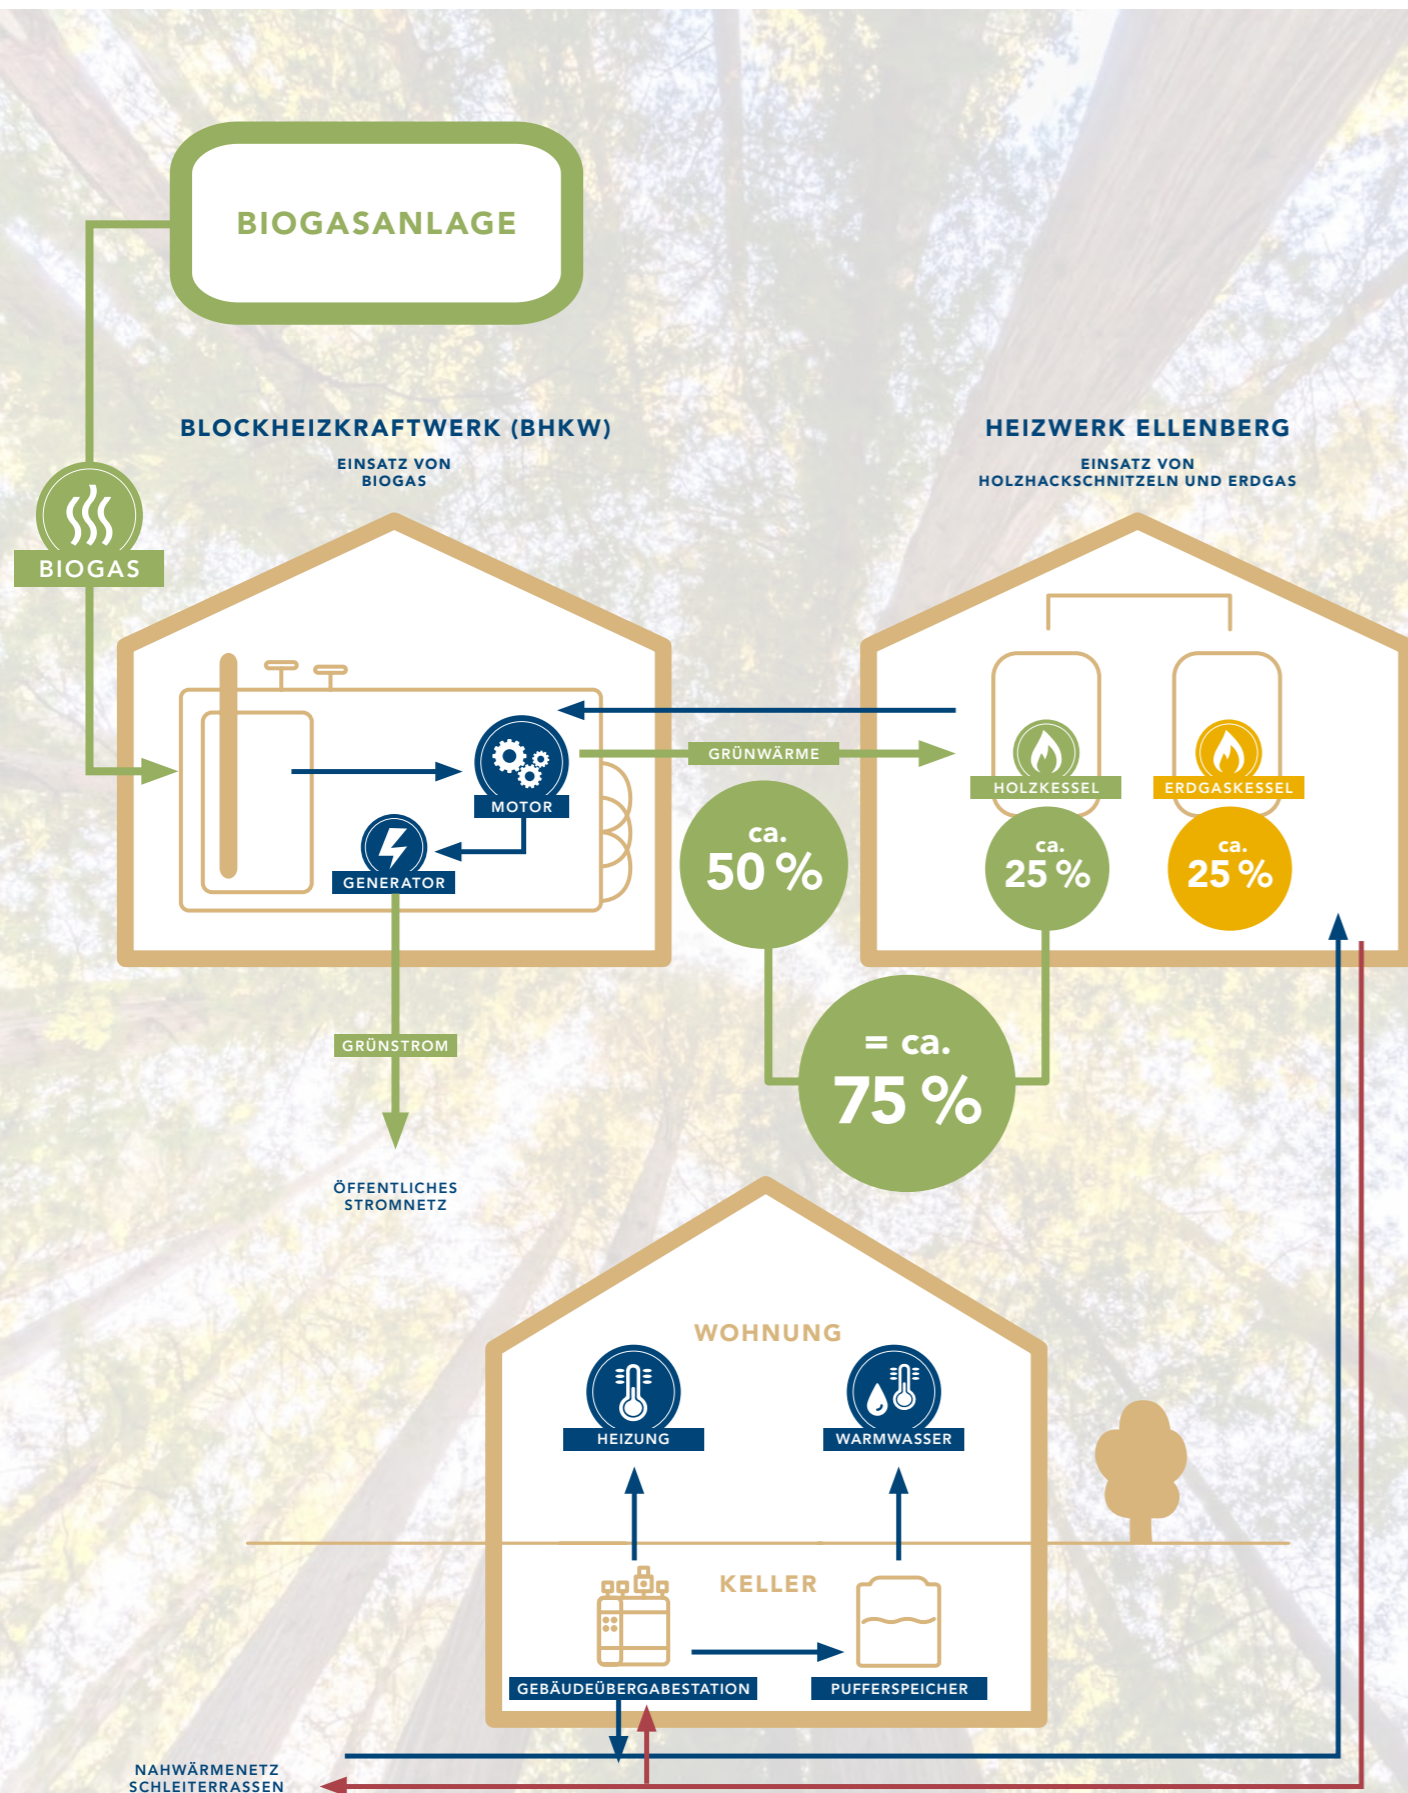 BIOGASANLAGE
BLOCKHEIZKRAFTWERK (BHKW)
EINSATZ VON
BIOGAS
HEIZWERK ELLENBERG
EINSATZ VON
HOLZHACKSCHNITZELN UND ERDGAS
BIOGAS
MOTOR
GENERATOR
GRÜNWÄRME
ca.
50 %
HOLZKESSEL
ca.
25 %
ERDGASKESSEL
ca.
25 %
= ca.
75 %
GRÜNSTROM
ÖFFENTLICHES
STROMNETZ
WOHNUNG
HEIZUNG
WARMWASSER
KELLER
GEBÄUDEÜBERGABESTATION
PUFFERSPEICHER
NAHWÄRMENETZ
SCHLEITERRASSEN